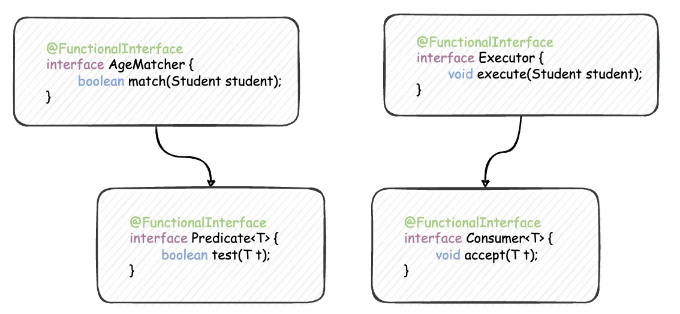 @FunctionalInterface
interface AgeMatcher {
boolean match(Student student);
}
@FunctionalInterface
interface Executor {
void execute(Student student);
}
@FunctionalInterface
interface Predicate<T> {
boolean test(T t);
}
@FunctionalInterface
interface Consumer<T> {
void accept(T t);
}